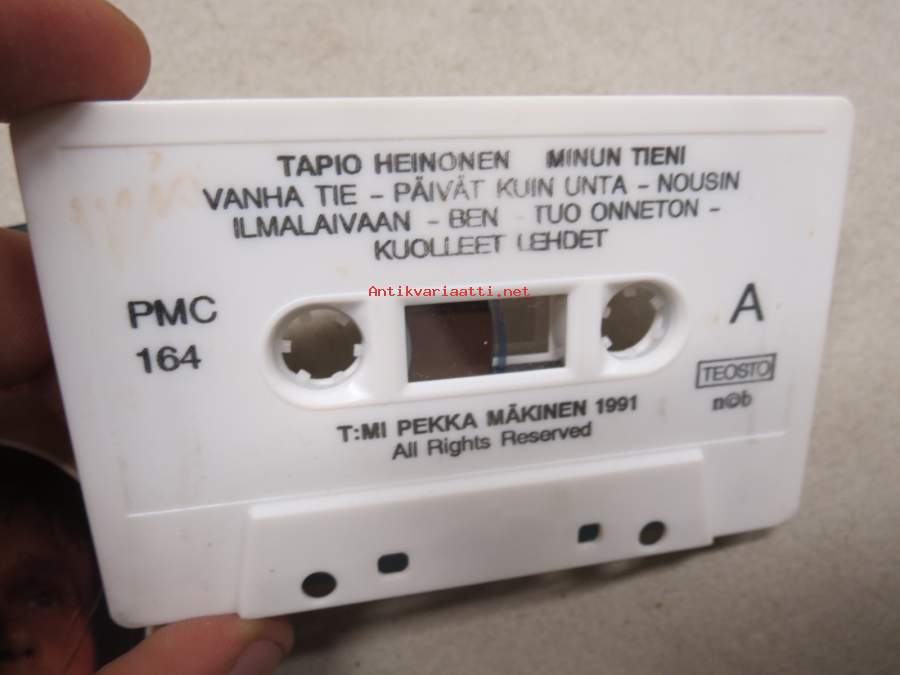 TAPIO HEINONEN MINUN TIENI
VANHA TIE - PÄIVÄT KUIN UNTA - NOUSIN
ILMALAIVAAN - BEN - TUO ONNETON -
KUOLLEET LEHDET
Antikvariaatti.net
PMC
164
A
TEOSTO
n©b
T:MI PEKKA MÄKINEN 1991
All Rights Reserved